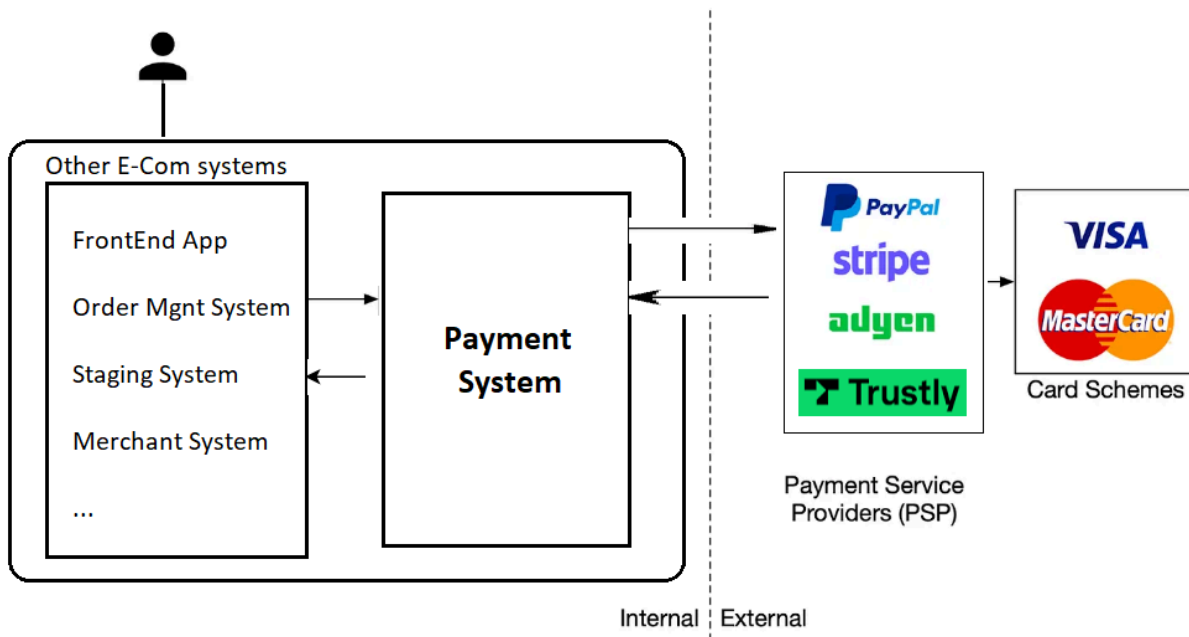 Other E-Com systems
FrontEnd App
Order Mgnt System
Staging System
Merchant System
...
Payment
System
PayPal
stripe
adyen
Trustly
Payment Service
Providers (PSP)
VISA
MasterCard
Card Schemes
Internal
External